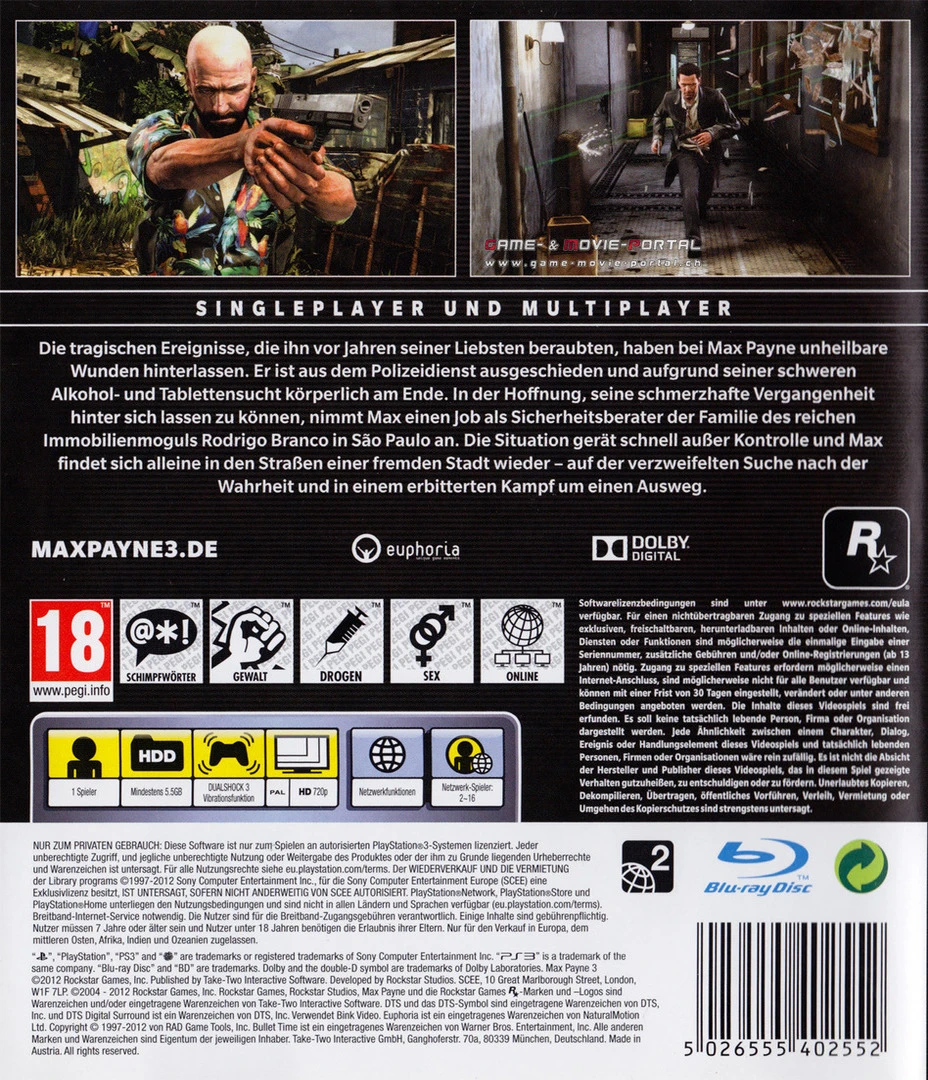 GAME- & MOVIE-PORTAL
www.game-movie-portal.ch
SINGLEPLAYER UND MULTIPLAYER
Die tragischen Ereignisse, die ihn vor Jahren seiner Liebsten beraubten, haben bei Max Payne unheilbare
Wunden hinterlassen. Er ist aus dem Polizeidienst ausgeschieden und aufgrund seiner schweren
Alkohol- und Tablettensucht körperlich am Ende. In der Hoffnung, seine schmerzhafte Vergangenheit
hinter sich lassen zu können, nimmt Max einen Job als Sicherheitsberater der Familie des reichen
Immobilienmoguls Rodrigo Branco in São Paulo an. Die Situation gerät schnell außer Kontrolle und Max
findet sich alleine in den Straßen einer fremden Stadt wieder – auf der verzweifelten Suche nach der
Wahrheit und in einem erbitterten Kampf um einen Ausweg.
MAXPAYNE3.DE
euphoria
DOLBY
DIGITAL
R
18
www.pegi.info
@*!
SCHIMPFWÖRTER
GEWALT
DROGEN
SEX
ONLINE
Softwarelizenzbedingungen sind unter www.rockstargames.com/eula
verfügbar. Für einen nichtübertragbaren Zugang zu speziellen Features wie
exklusiven, freischaltbaren, herunterladbaren Inhalten oder Online-Inhalten,
Diensten oder Funktionen sind möglicherweise die einmalige Eingabe einer
Seriennummer, zusätzliche Gebühren und/oder Online-Registrierungen (ab 13
Jahren) nötig. Zugang zu speziellen Features erfordern möglicherweise einen
Internet-Anschluss, sind möglicherweise nicht für alle Benutzer verfügbar und
können mit einer Frist von 30 Tagen eingestellt, verändert oder unter anderen
Bedingungen angeboten werden. Die Inhalte dieses Videospiels sind frei
erfunden. Es soll keine tatsächlich lebende Person, Firma oder Organisation
dargestellt werden. Jede Ähnlichkeit zwischen einem Charakter, Dialog,
Ereignis oder Handlungselement dieses Videospiels und tatsächlich lebenden
Personen, Firmen oder Organisationen wäre rein zufällig. Es ist nicht die Absicht
der Hersteller und Publisher dieses Videospiels, das in diesem Spiel gezeigte
Verhalten gutzuheißen, zu entschuldigen oder zu fördern. Unerlaubtes Kopieren,
Dekompilieren, Übertragen, öffentliches Vorführen, Verleih, Vermietung oder
Umgehen des Kopierschutzes sind strengstens untersagt.
HDD
1 Spieler
Mindestens 5.5GB
DUALSHOCK 3
Vibrationsfunktion
PAL
HD 720p
Netzwerkfunktionen
Netzwerk-Spieler:
2–16
NUR ZUM PRIVATEN GEBRAUCH: Diese Software ist nur zum Spielen an autorisierten PlayStation®3-Systemen lizenziert. Jeder
unberechtigte Zugriff, und jegliche unberechtigte Nutzung oder Weitergabe des Produktes oder der ihm zu Grunde liegenden Urheberrechte
und Warenzeichen ist untersagt. Für alle Nutzungsrechte siehe eu.playstation.com/terms. Der WIEDERVERKAUF UND DIE VERMIETUNG
der Library programs ©1997-2012 Sony Computer Entertainment Inc., für die Sony Computer Entertainment Europe (SCEE) eine
Exklusivlizenz besitzt, IST UNTERSAGT, SOFERN NICHT ANDERWEITIG VON SCEE AUTORISIERT. PlayStation®Network, PlayStation®Store und
PlayStation®Home unterliegen den Nutzungsbedingungen und sind nicht in allen Ländern und Sprachen verfügbar (eu.playstation.com/terms).
Breitband-Internet-Service notwendig. Die Nutzer sind für die Breitband-Zugangsgebühren verantwortlich. Einige Inhalte sind gebührenpflichtig.
Nutzer müssen 7 Jahre oder älter sein und Nutzer unter 18 Jahren benötigen die Erlaubnis ihrer Eltern. Nur für den Verkauf in Europa, dem
mittleren Osten, Afrika, Indien und Ozeanien zugelassen.
2
Blu-ray Disc
" ", "PlayStation", "PS3" and " " are trademarks or registered trademarks of Sony Computer Entertainment Inc. "PS3" is a trademark of the
same company. "Blu-ray Disc" and "BD" are trademarks. Dolby and the double-D symbol are trademarks of Dolby Laboratories. Max Payne 3
©2012 Rockstar Games, Inc. Published by Take-Two Interactive Software. Developed by Rockstar Studios. SCEE, 10 Great Marlborough Street, London,
W1F 7LP. ©2004 - 2012 Rockstar Games, Inc. Rockstar Games, Rockstar Studios, Max Payne und die Rockstar Games R-Marken und –Logos sind
Warenzeichen und/oder eingetragene Warenzeichen von Take-Two Interactive Software. DTS und das DTS-Symbol sind eingetragene Warenzeichen von DTS,
Inc. und DTS Digital Surround ist ein Warenzeichen von DTS, Inc. Verwendet Bink Video. Euphoria ist ein eingetragenes Warenzeichen von NaturalMotion
Ltd. Copyright © 1997-2012 von RAD Game Tools, Inc. Bullet Time ist ein eingetragenes Warenzeichen von Warner Bros. Entertainment, Inc. Alle anderen
Marken und Warenzeichen sind Eigentum der jeweiligen Inhaber. Take-Two Interactive GmbH, Ganghoferstr. 70a, 80339 München, Deutschland. Made in
Austria. All rights reserved.
5 026555 402552